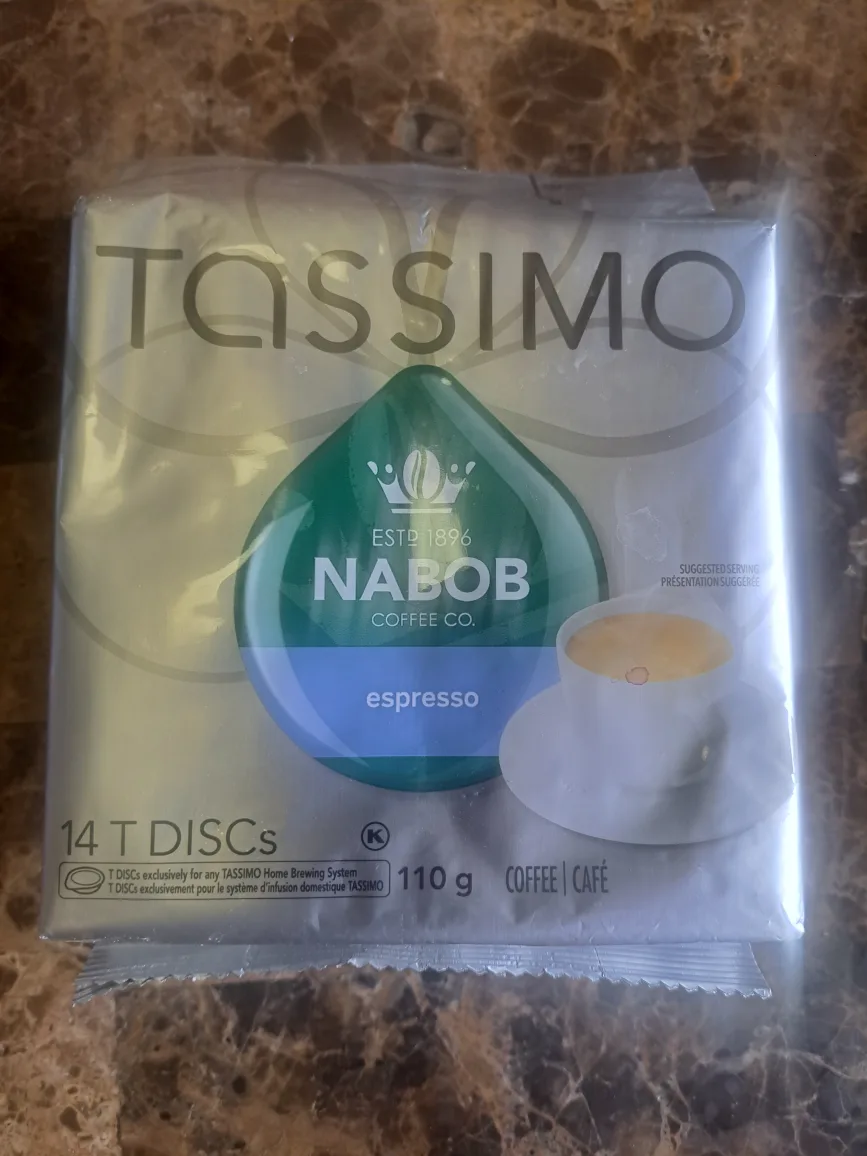 TASSIMO
ESTD 1896
NABOB
COFFEE CO.
SUGGESTED SERVING
PRÉSENTATION SUGGÉRÉE
espresso
14 T DISCs
K
T DISCs exclusively for any TASSIMO Home Brewing System
T DISCs exclusivement pour le système d'infusion domestique TASSIMO
110 g
COFFEE | CAFÉ